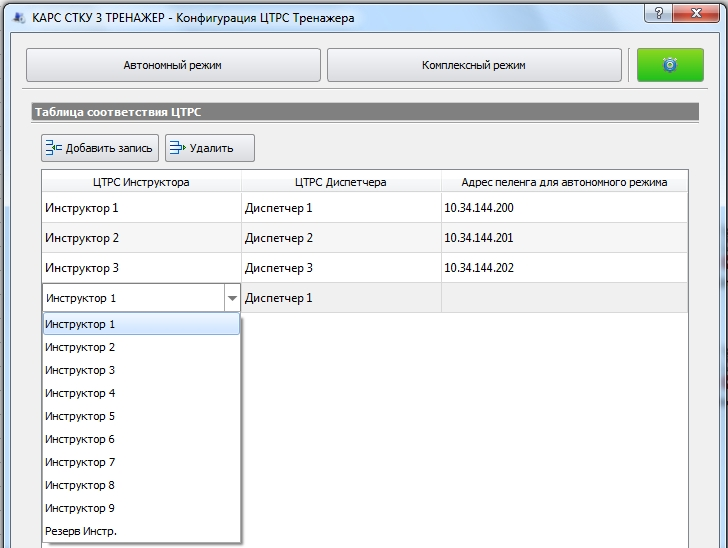 КАРС СТКУ 3 ТРЕНАЖЕР - Конфигурация ЦТРС Тренажера
?
Автономный режим Комплексный режим
Таблица соответствия ЦТРС
Добавить запись Удалить
ЦТРС Инструктора ЦТРС Диспетчера Адрес пеленга для автономного режима
Инструктор 1 Диспетчер 1 10.34.144.200
Инструктор 2 Диспетчер 2 10.34.144.201
Инструктор 3 Диспетчер 3 10.34.144.202
Инструктор 1 Диспетчер 1
Инструктор 1
Инструктор 2
Инструктор 3
Инструктор 4
Инструктор 5
Инструктор 6
Инструктор 7
Инструктор 8
Инструктор 9
Резерв Инстр.